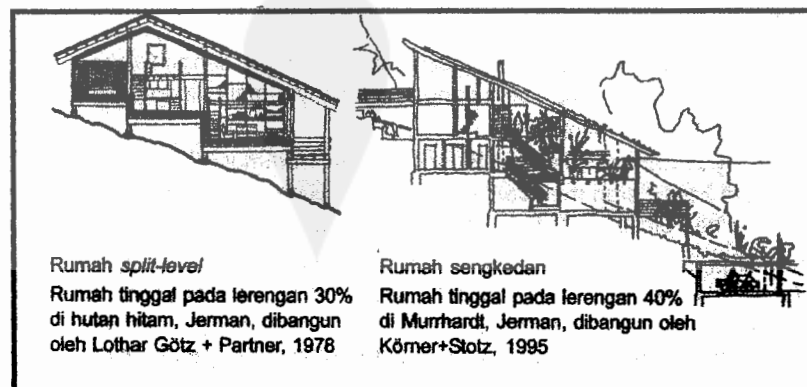 Rumah split-level
Rumah tinggal pada lerengan 30%
di hutan hitam, Jerman, dibangun
oleh Lothar Götz + Partner, 1978
Rumah sengkedan
Rumah tinggal pada lerengan 40%
di Murrhardt, Jerman, dibangun oleh
Körner+Stotz, 1995